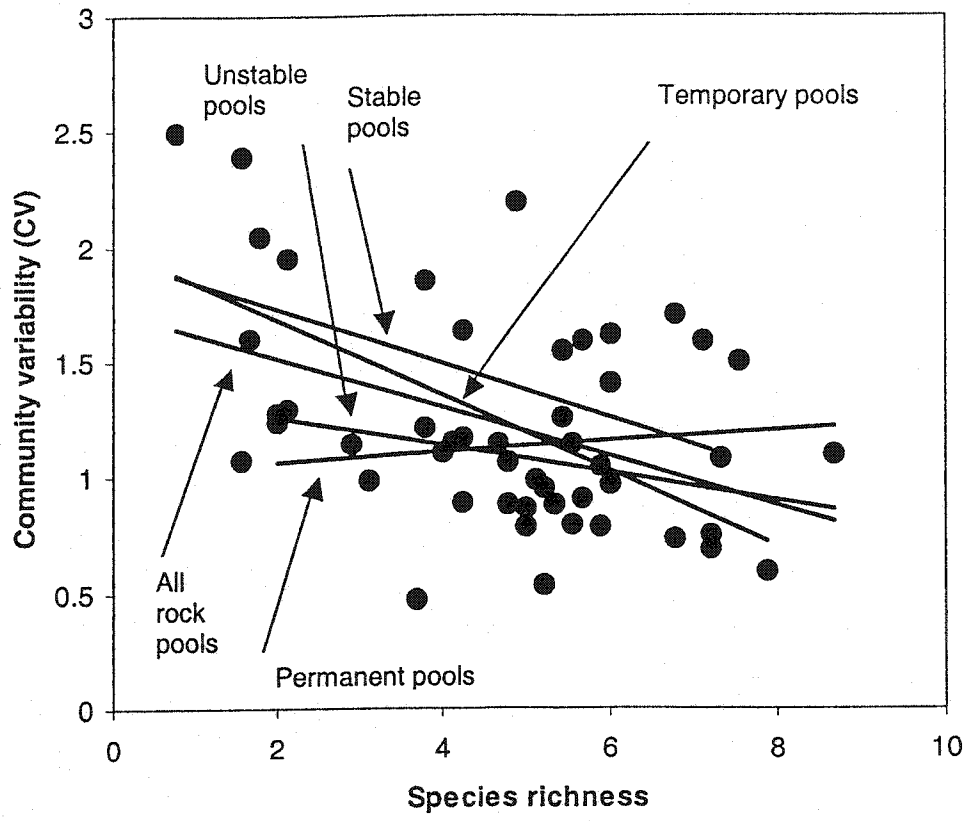 3
2.5
2
1.5
1
0.5
0
0
2
4
6
8
10
Community variability (CV)
Species richness
Unstable
pools
Stable
pools
Temporary pools
All
rock
pools
Permanent pools